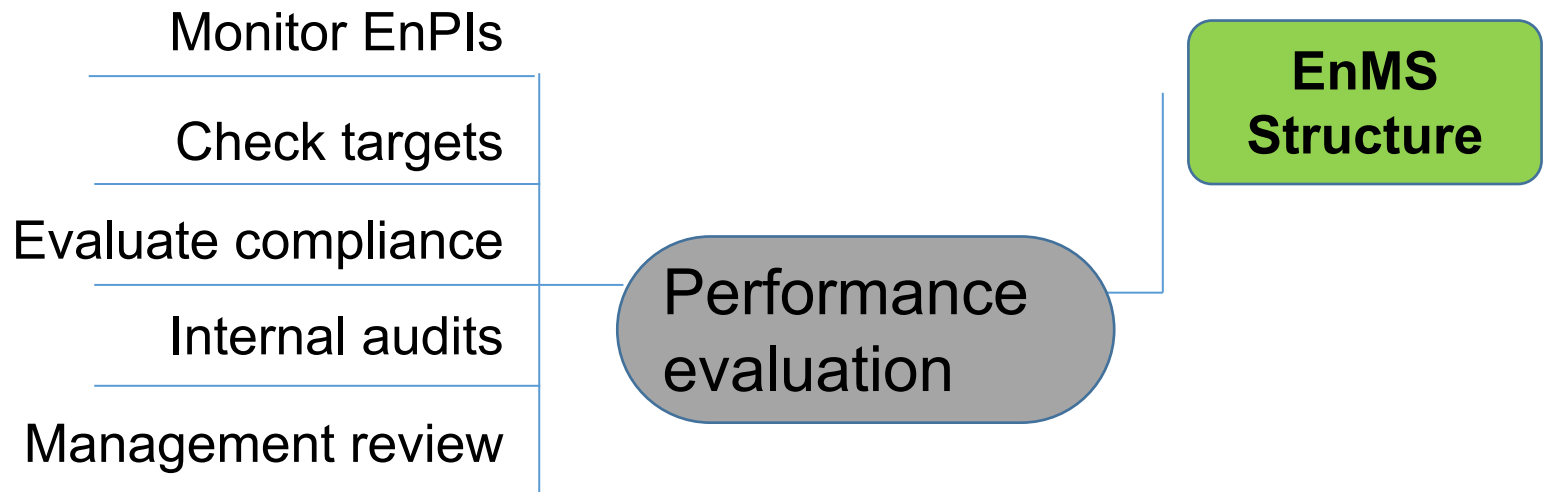 Monitor EnPIs
Check targets
Evaluate compliance
Internal audits
Management review
Performance
evaluation
EnMS
Structure